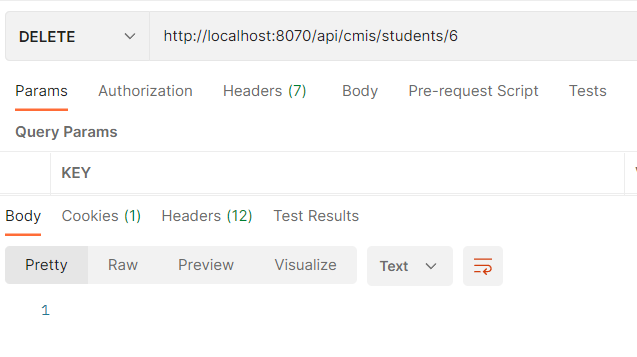 DELETE http://localhost:8070/api/cmis/students/6
Params Authorization Headers (7) Body Pre-request Script Tests
Query Params
KEY
Body Cookies (1) Headers (12) Test Results
Pretty Raw Preview Visualize Text
1